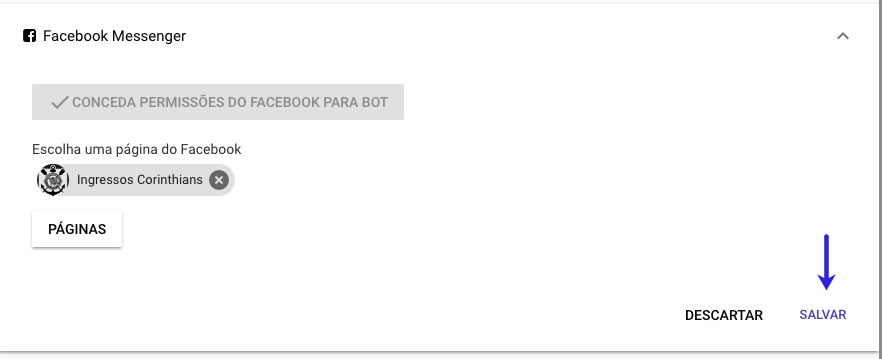 Facebook Messenger
CONCEDA PERMISSÕES DO FACEBOOK PARA BOT
Escolha uma página do Facebook
Ingressos Corinthians
PÁGINAS
DESCARTAR SALVAR